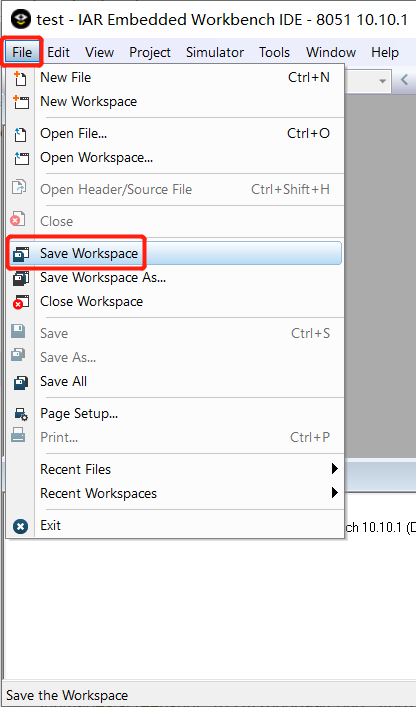 test - IAR Embedded Workbench IDE - 8051 10.10.1
File Edit View Project Simulator Tools Window Help
New File Ctrl+N
New Workspace
Open File... Ctrl+O
Open Workspace...
Open Header/Source File Ctrl+Shift+H
Close
Save Workspace
Save Workspace As...
Close Workspace
Save Ctrl+S
Save As...
Save All
Page Setup...
Print... Ctrl+P
Recent Files
Recent Workspaces
Exit
ch 10.10.1 (D
Save the Workspace